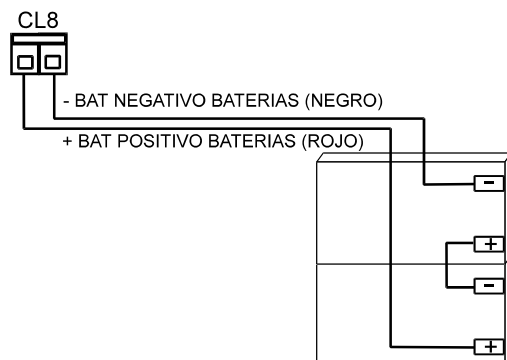 CL8
- BAT NEGATIVO BATERIAS (NEGRO)
+ BAT POSITIVO BATERIAS (ROJO)
-
+
-
+